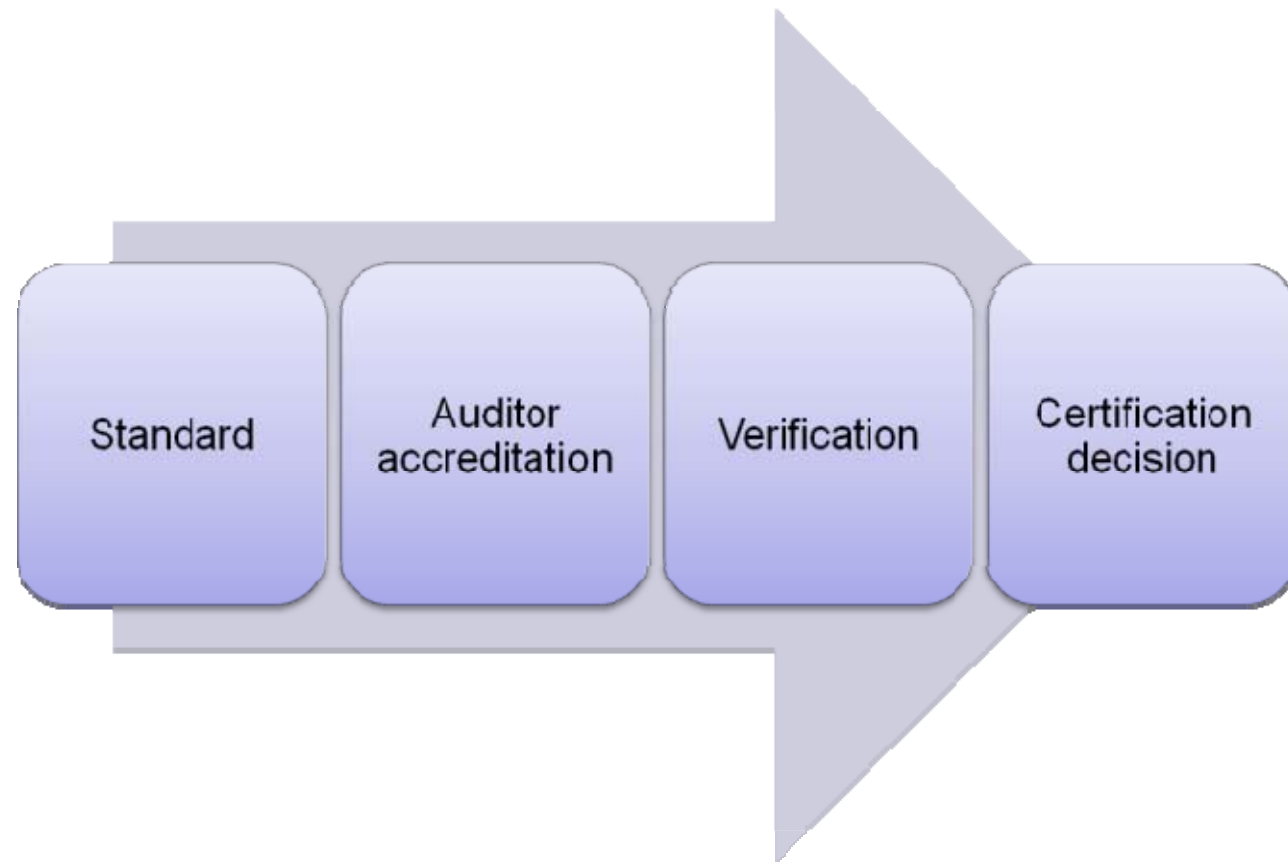 Standard
Auditor
accreditation
Verification
Certification
decision